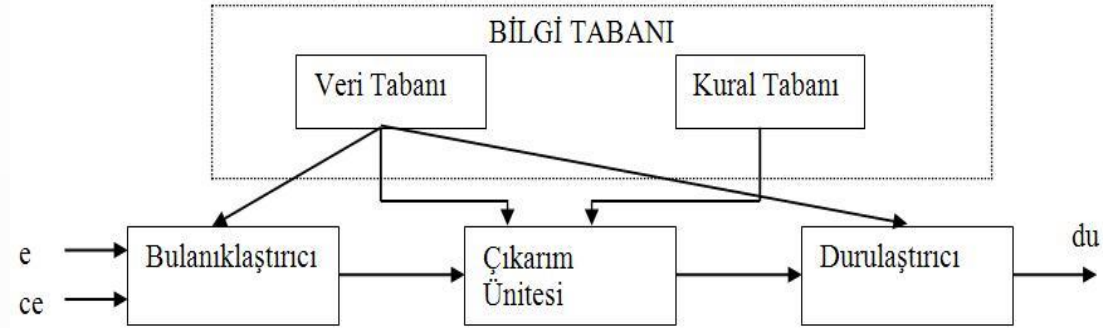 BİLGİ TABANI
Veri Tabanı
Kural Tabanı
e
ce
Bulanıklaştırıcı
Çıkarım
Ünitesi
Durulaştırıcı
du